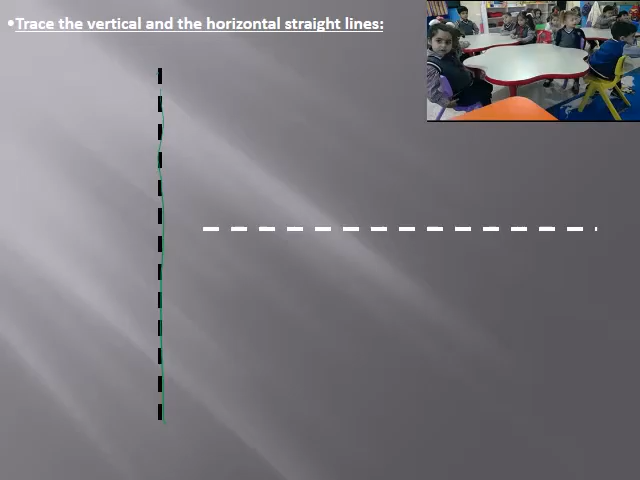 •Trace the vertical and the horizontal straight lines: